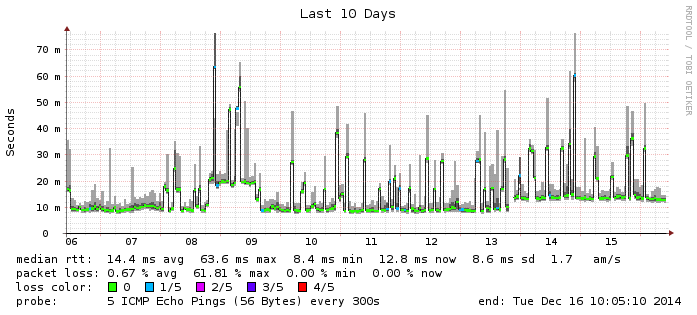 Last 10 Days
RRDTOOL / TOBI OETIKER
Seconds
70 m
60 m
50 m
40 m
30 m
20 m
10 m
0
06 07 08 09 10 11 12 13 14 15
median rtt: 14.4 ms avg 63.6 ms max 8.4 ms min 12.8 ms now 8.6 ms sd 1.7 am/s
packet loss: 0.67 % avg 61.81 % max 0.00 % min 0.00 % now
loss color: 0 1/5 2/5 3/5 4/5
probe: 5 ICMP Echo Pings (56 Bytes) every 300s end: Tue Dec 16 10:05:10 2014